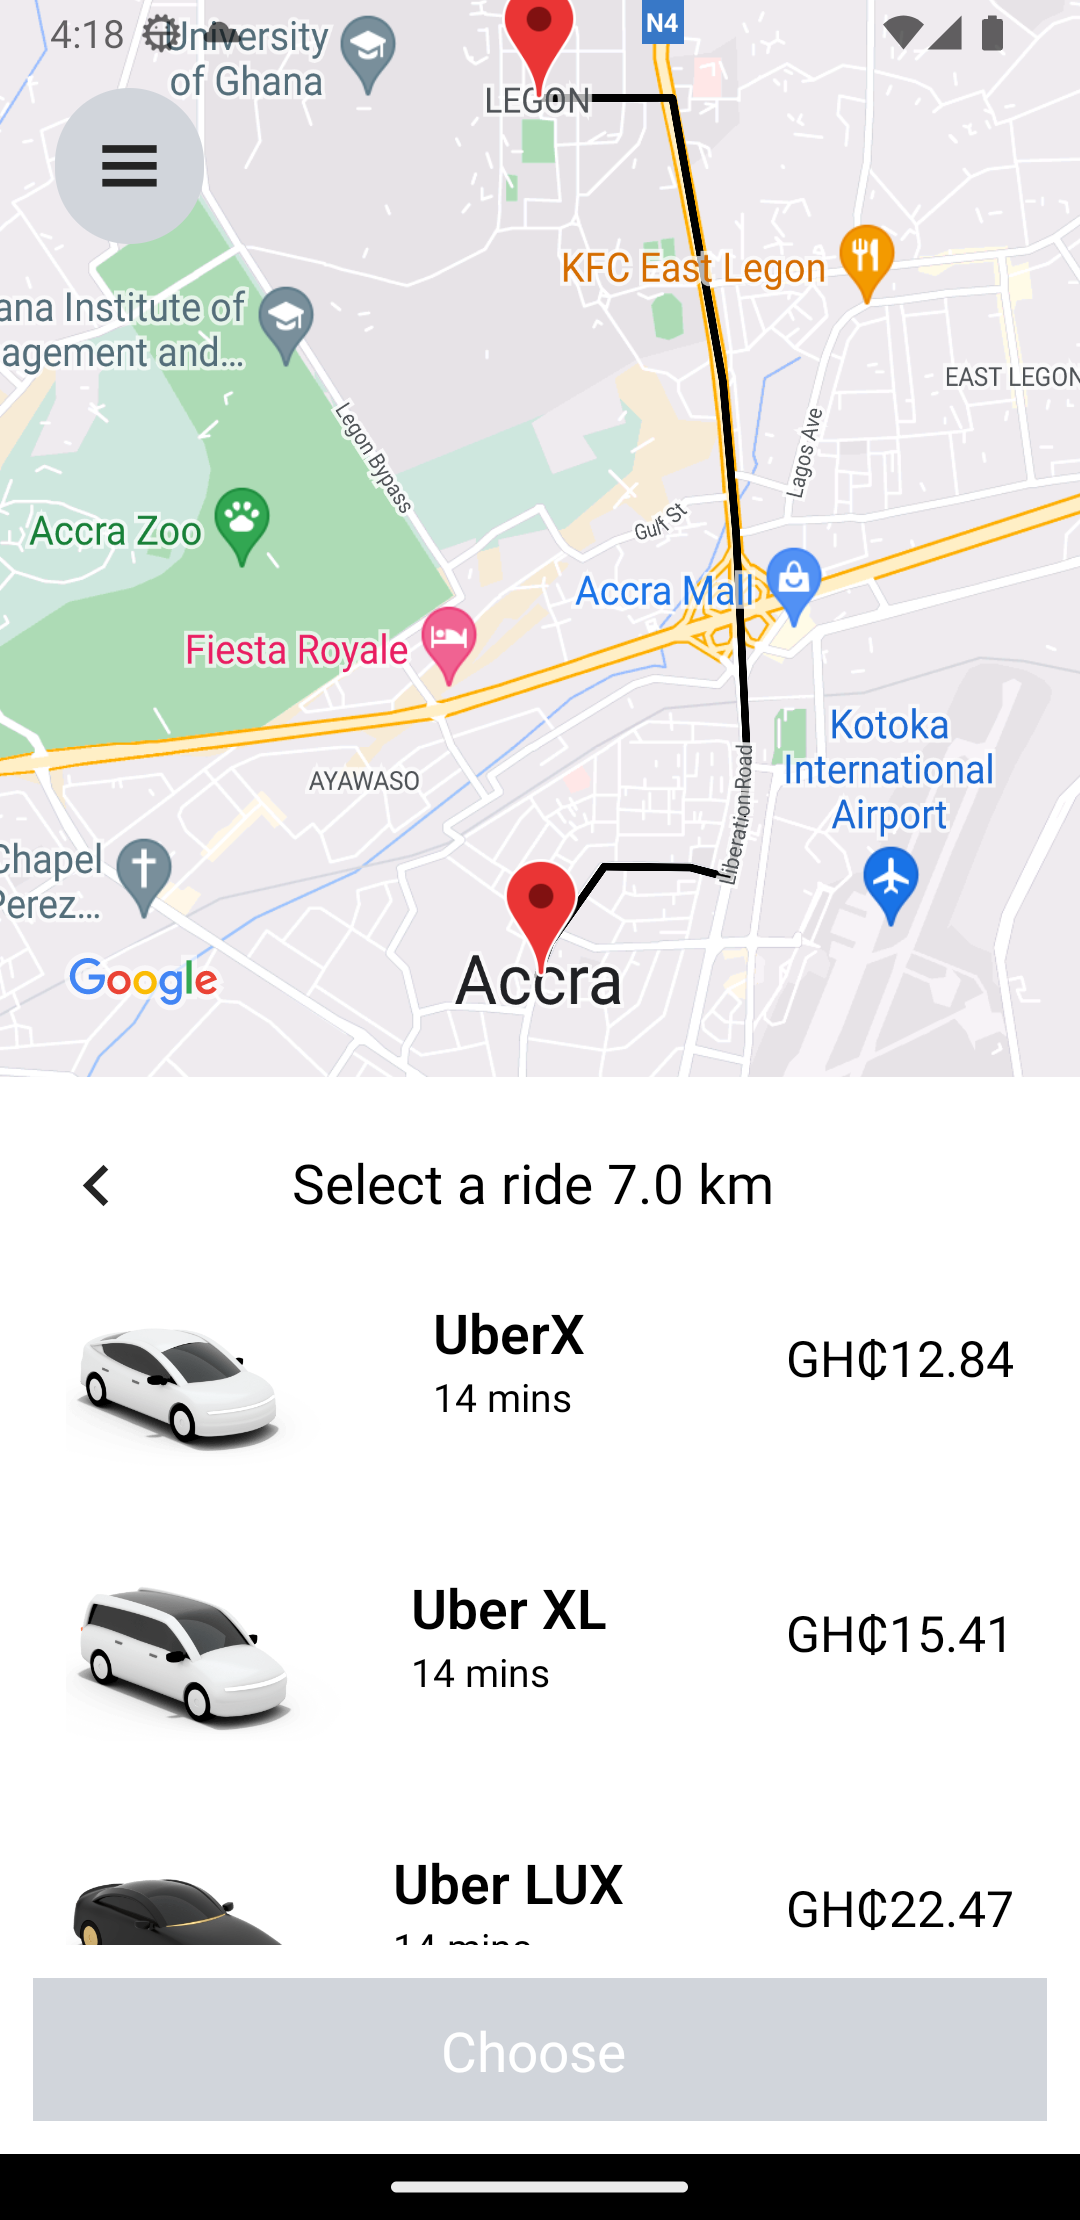 4:18
University
of Ghana
N4
LEGON
KFC East Legon
ana Institute of
agement and...
EAST LEGON
Legon Bypass
Lagos Ave
Gulf St
Accra Zoo
Accra Mall
Fiesta Royale
Kotoka
International
Airport
AYAWASO
Liberation Road
Chapel
Perez...
Google
Accra
Select a ride 7.0 km
UberX
14 mins
GH₵12.84
Uber XL
14 mins
GH₵15.41
Uber LUX
14 mins
GH₵22.47
Choose